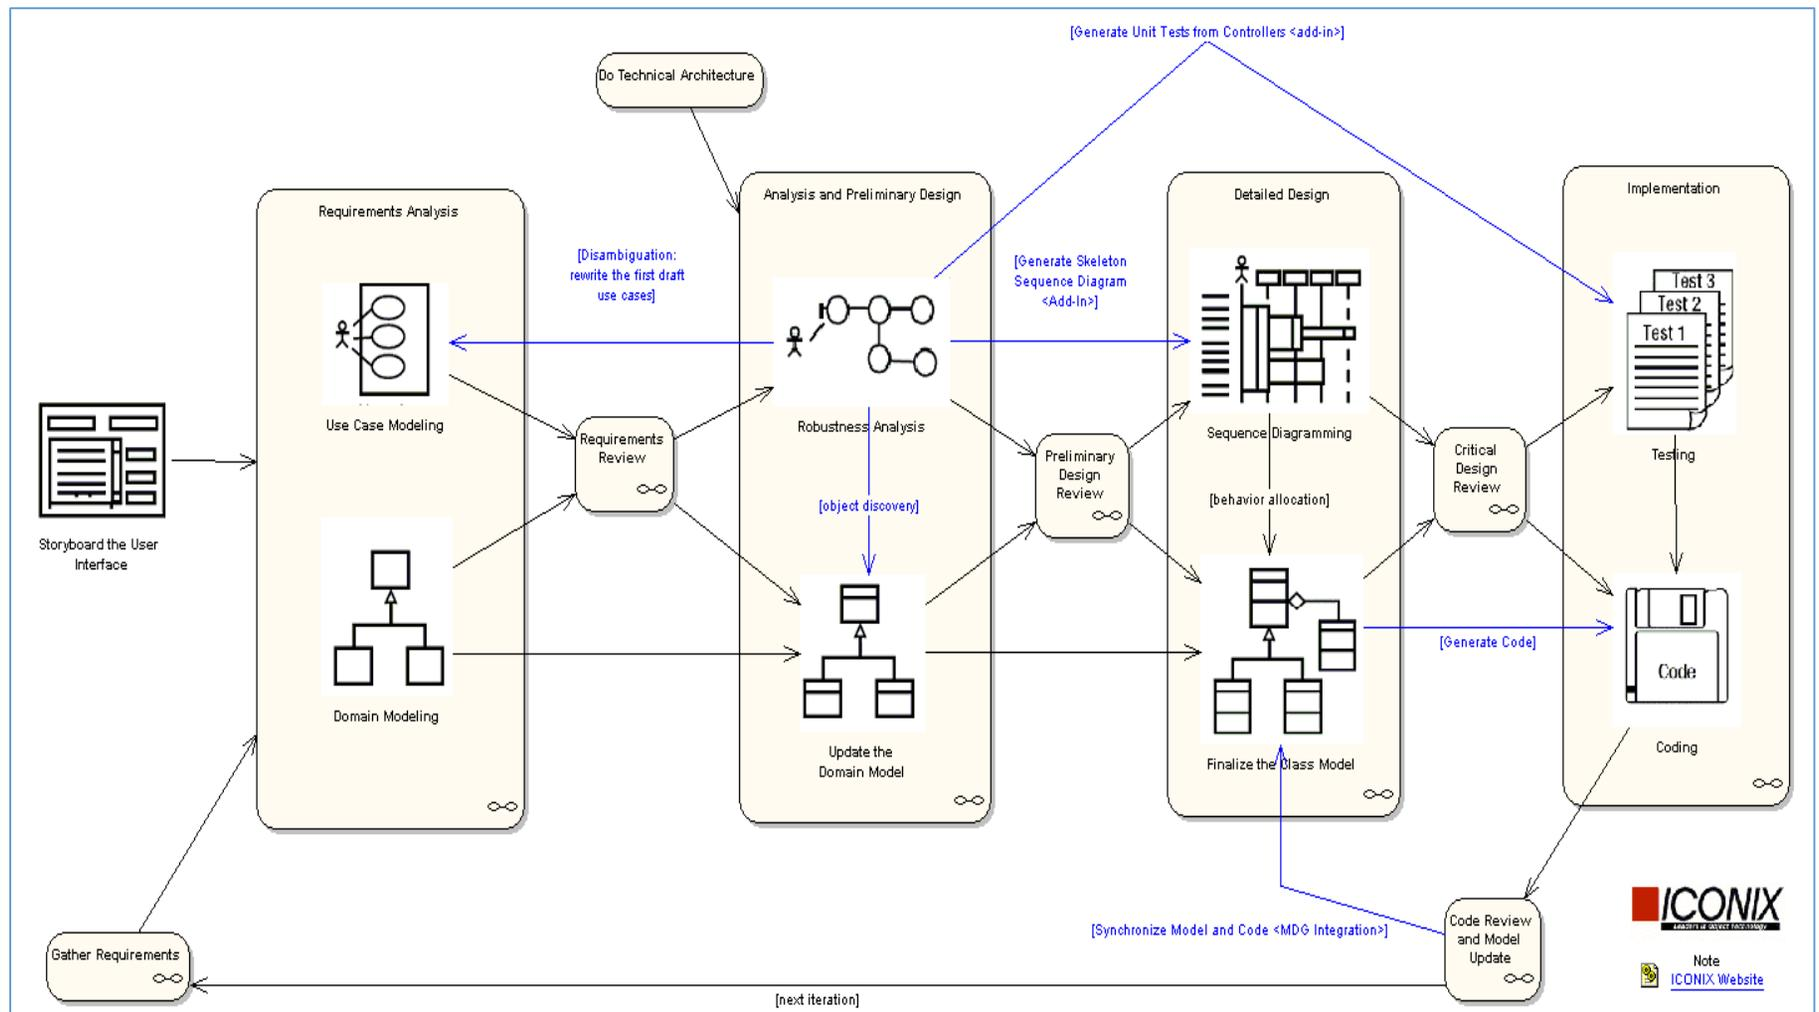 [Generate Unit Tests from Controllers <add-in>]
Do Technical Architecture
Requirements Analysis
Analysis and Preliminary Design
Detailed Design
Implementation
[Disambiguation:
rewrite the first draft
use cases]
[Generate Skeleton
Sequence Diagram
<Add-In>]
Test 3
Test 2
Test 1
Use Case Modeling
Robustness Analysis
Sequence Diagramming
Testing
Requirements
Review
Preliminary
Design
Review
Critical
Design
Review
[object discovery]
[behavior allocation]
Storyboard the User
Interface
[Generate Code]
Code
Domain Modeling
Update the
Domain Model
Finalize the Class Model
Coding
Gather Requirements
[Synchronize Model and Code <MDG Integration>]
Code Review
and Model
Update
[next iteration]
ICONIX
Leaders in object technology
Note
ICONIX Website